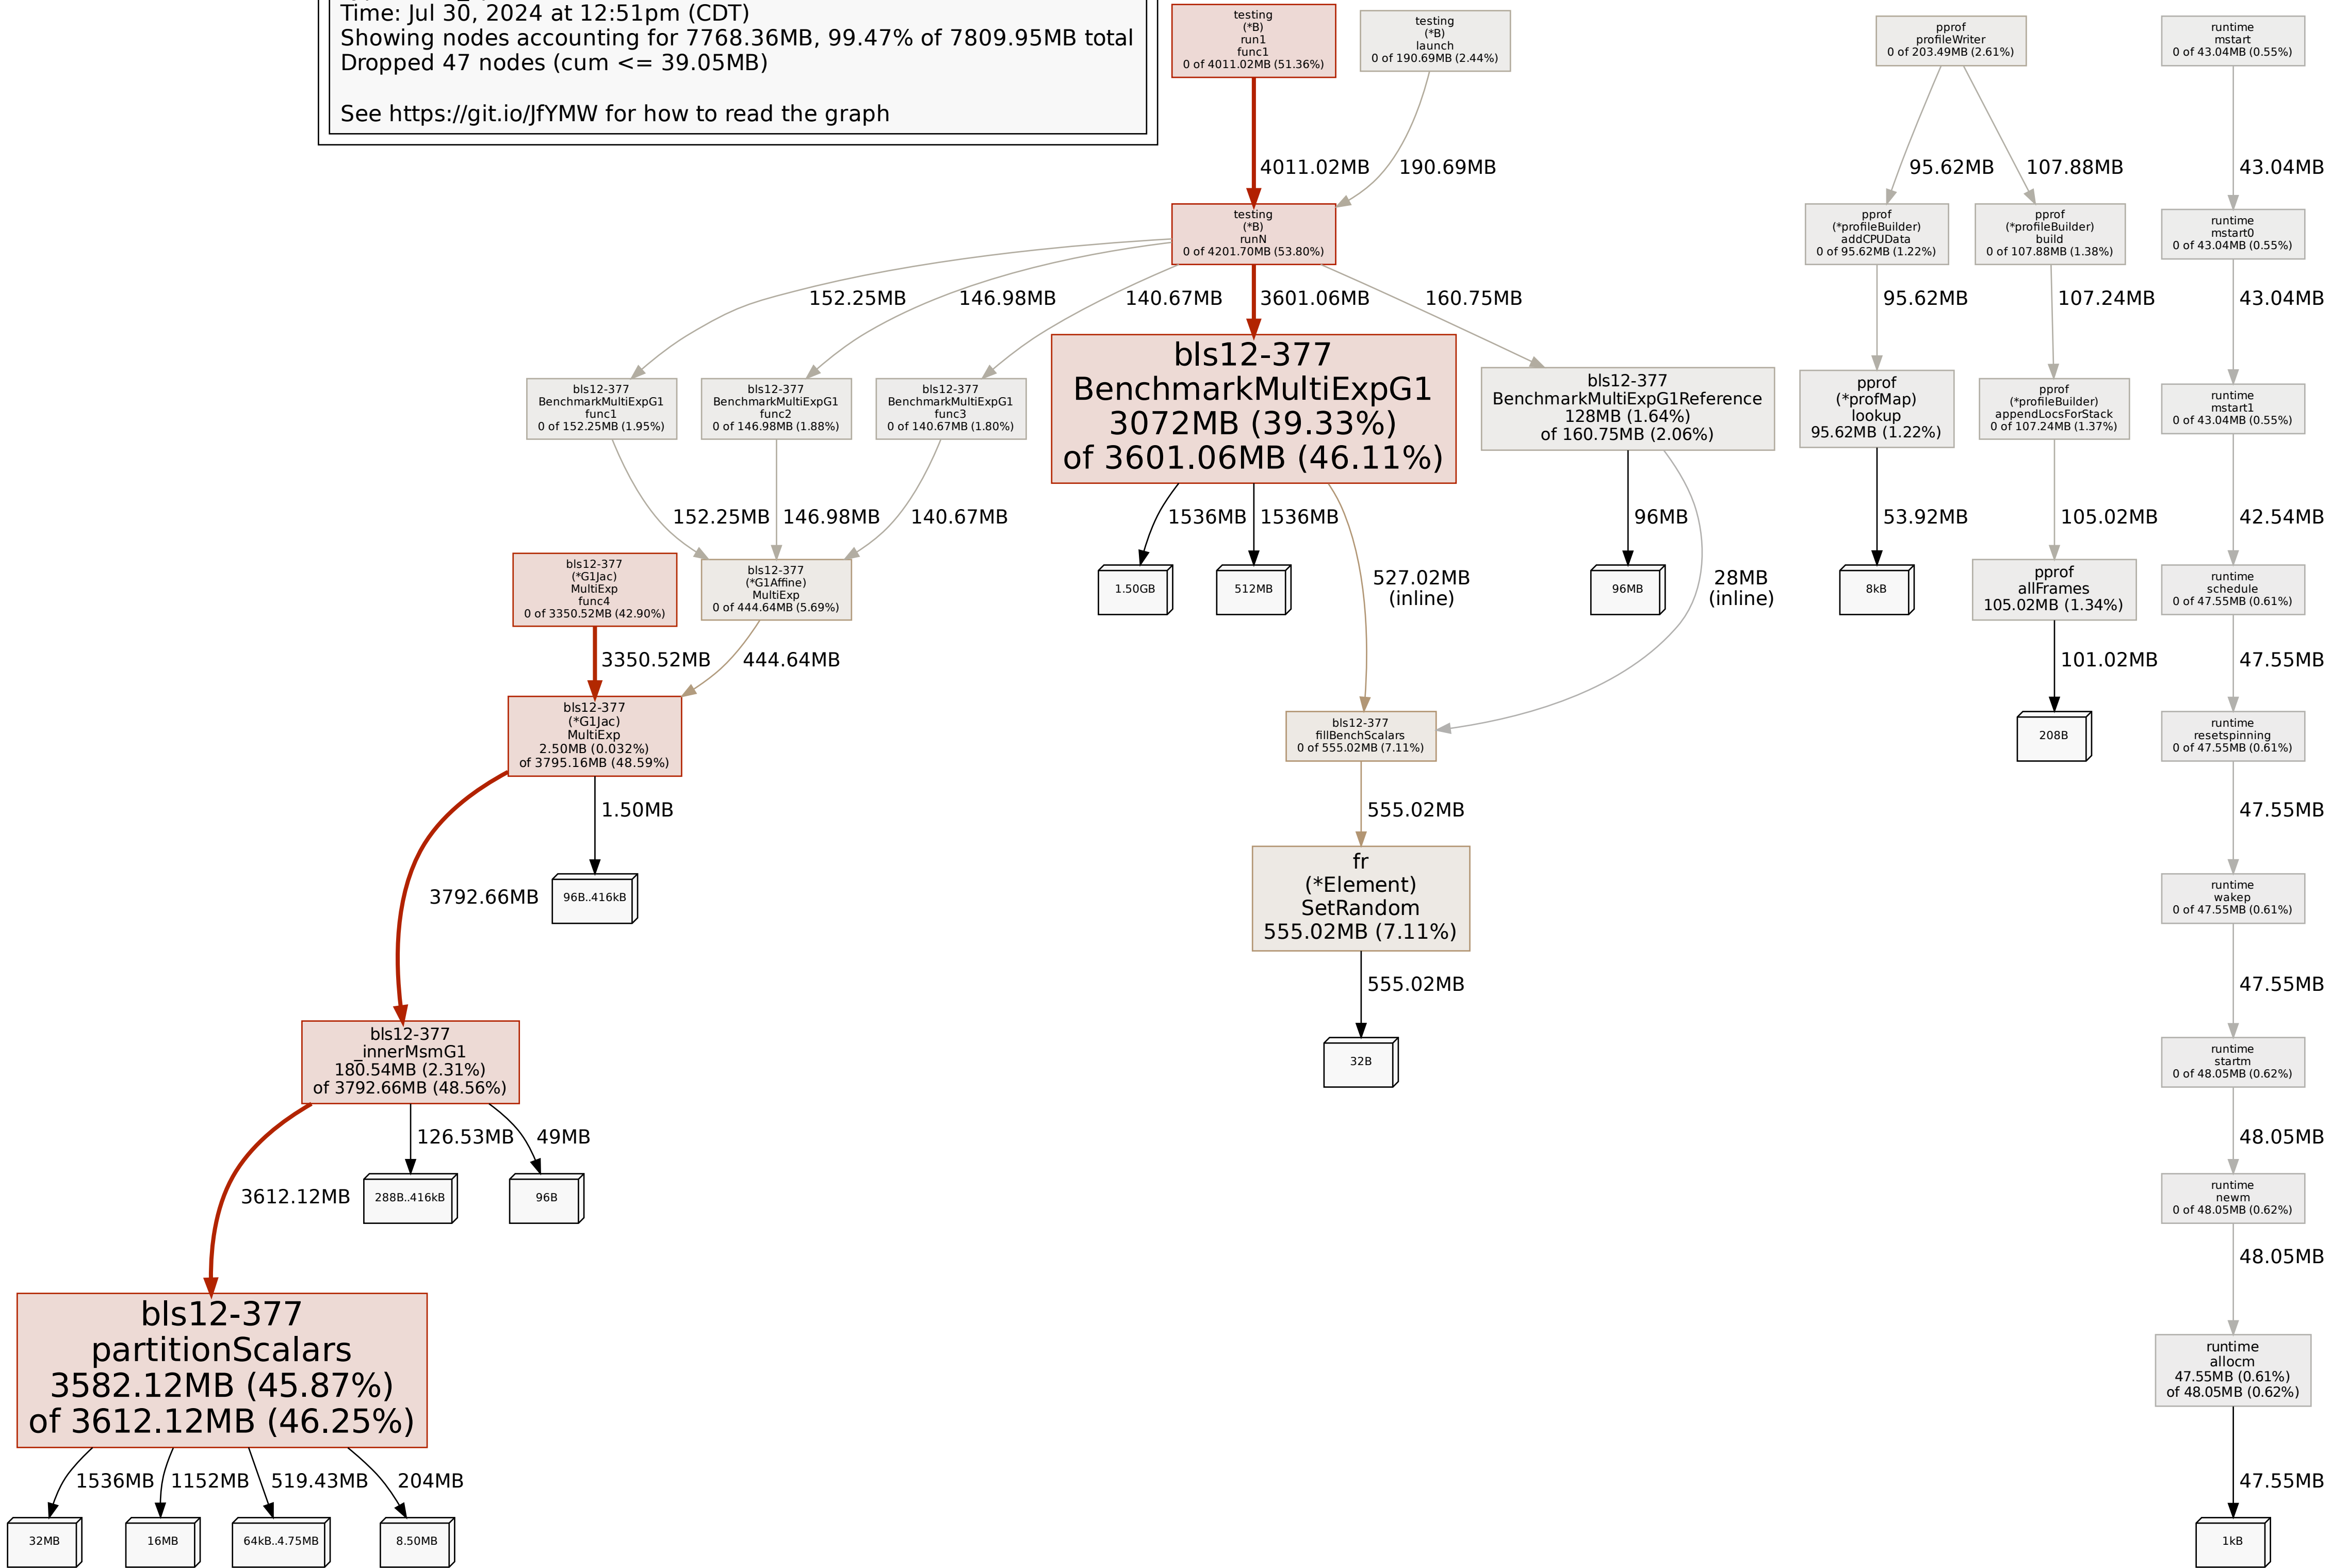 Time: Jul 30, 2024 at 12:51pm (CDT)
Showing nodes accounting for 7768.36MB, 99.47% of 7809.95MB total
Dropped 47 nodes (cum <= 39.05MB)
See https://git.io/JfYMW for how to read the graph
testing
(*B)
run1
func1
0 of 4011.02MB (51.36%)
testing
(*B)
launch
0 of 190.69MB (2.44%)
pprof
profileWriter
0 of 203.49MB (2.61%)
runtime
mstart
0 of 43.04MB (0.55%)
4011.02MB
190.69MB
95.62MB
107.88MB
43.04MB
testing
(*B)
runN
0 of 4201.70MB (53.80%)
pprof
(*profileBuilder)
addCPUData
0 of 95.62MB (1.22%)
pprof
(*profileBuilder)
build
0 of 107.88MB (1.38%)
runtime
mstart0
0 of 43.04MB (0.55%)
152.25MB
146.98MB
140.67MB
3601.06MB
160.75MB
95.62MB
107.24MB
43.04MB
bls12-377
BenchmarkMultiExpG1
func1
0 of 152.25MB (1.95%)
bls12-377
BenchmarkMultiExpG1
func2
0 of 146.98MB (1.88%)
bls12-377
BenchmarkMultiExpG1
func3
0 of 140.67MB (1.80%)
bls12-377
BenchmarkMultiExpG1
3072MB (39.33%)
of 3601.06MB (46.11%)
bls12-377
BenchmarkMultiExpG1Reference
128MB (1.64%)
of 160.75MB (2.06%)
pprof
(*profMap)
lookup
95.62MB (1.22%)
pprof
(*profileBuilder)
appendLocsForStack
0 of 107.24MB (1.37%)
runtime
mstart1
0 of 43.04MB (0.55%)
152.25MB
146.98MB
140.67MB
1536MB
1536MB
96MB
53.92MB
105.02MB
42.54MB
bls12-377
(*G1Jac)
MultiExp
func4
0 of 3350.52MB (42.90%)
bls12-377
(*G1Affine)
MultiExp
0 of 444.64MB (5.69%)
1.50GB
512MB
527.02MB
(inline)
96MB
28MB
(inline)
8kB
pprof
allFrames
105.02MB (1.34%)
runtime
schedule
0 of 47.55MB (0.61%)
3350.52MB
444.64MB
101.02MB
47.55MB
bls12-377
(*G1Jac)
MultiExp
2.50MB (0.032%)
of 3795.16MB (48.59%)
bls12-377
fillBenchScalars
0 of 555.02MB (7.11%)
208B
runtime
resetspinning
0 of 47.55MB (0.61%)
1.50MB
555.02MB
47.55MB
3792.66MB
96B..416kB
fr
(*Element)
SetRandom
555.02MB (7.11%)
runtime
wakep
0 of 47.55MB (0.61%)
555.02MB
47.55MB
bls12-377
_innerMsmG1
180.54MB (2.31%)
of 3792.66MB (48.56%)
32B
runtime
startm
0 of 48.05MB (0.62%)
126.53MB
49MB
48.05MB
3612.12MB
288B..416kB
96B
runtime
newm
0 of 48.05MB (0.62%)
48.05MB
bls12-377
partitionScalars
3582.12MB (45.87%)
of 3612.12MB (46.25%)
runtime
allocm
47.55MB (0.61%)
of 48.05MB (0.62%)
1536MB
1152MB
519.43MB
204MB
47.55MB
32MB
16MB
64kB..4.75MB
8.50MB
1kB